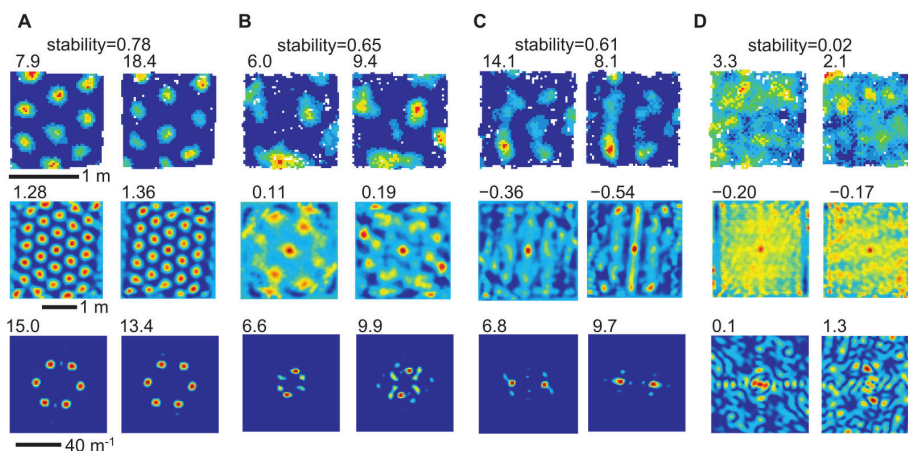 A B C D
stability=0.78 stability=0.65 stability=0.61 stability=0.02
7.9 18.4 6.0 9.4 14.1 8.1 3.3 2.1
1 m
1.28 1.36 0.11 0.19 −0.36 −0.54 −0.20 −0.17
1 m
15.0 13.4 6.6 9.9 6.8 9.7 0.1 1.3
40 m⁻¹